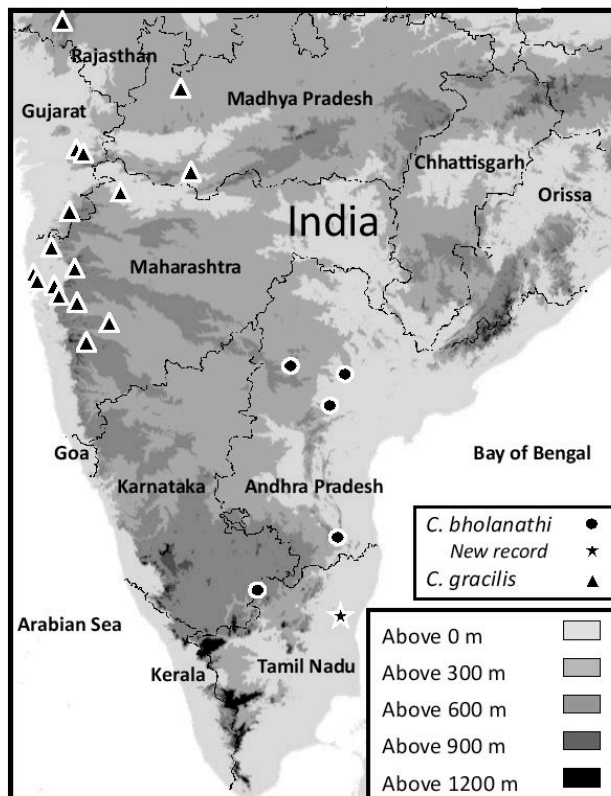 Rajasthan
Gujarat
Madhya Pradesh
Chhattisgarh
Orissa
India
Maharashtra
Goa
Karnataka
Andhra Pradesh
Bay of Bengal
C. bholanathi
New record
C. gracilis
Arabian Sea
Kerala
Tamil Nadu
Above 0 m
Above 300 m
Above 600 m
Above 900 m
Above 1200 m